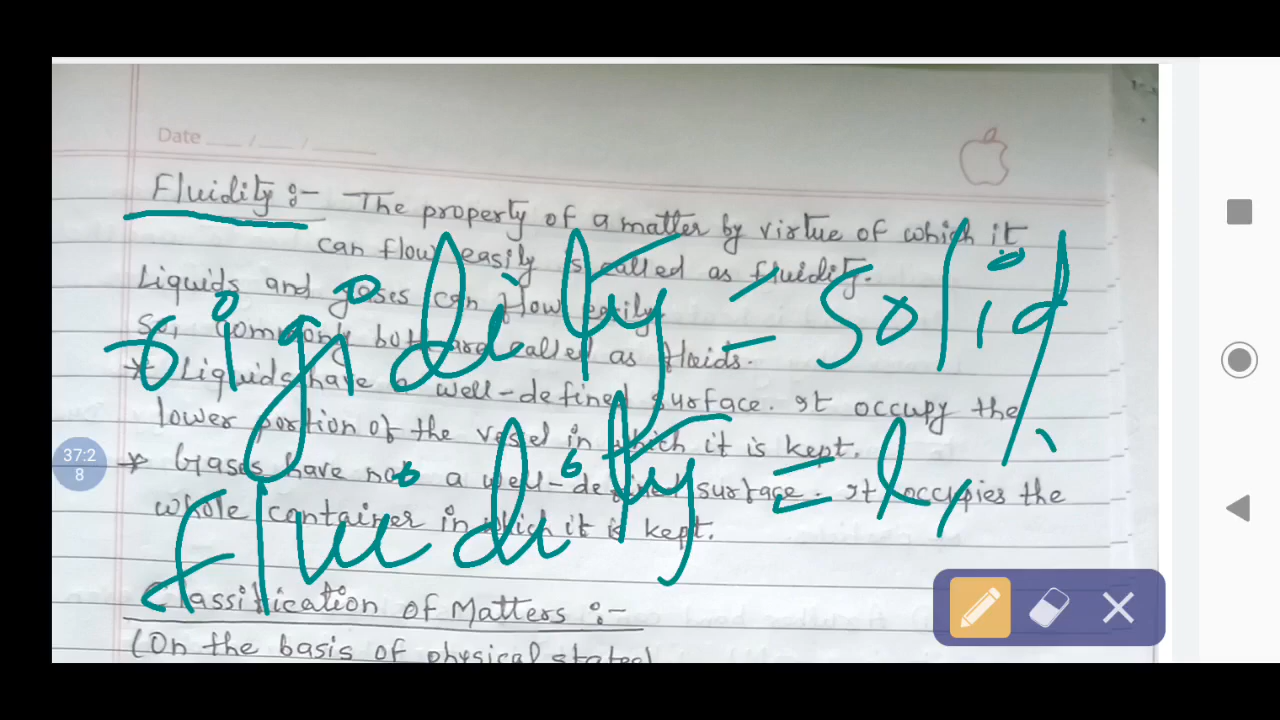 Date
Fluidity :- The property of a matter by virtue of which it
can flow easily is called as fluidity.
Liquids and gases can flow easily.
So, commonly both are called as fluids.
* Liquids have a well-defined surface. It occupy the
lower portion of the vessel in which it is kept.
* Gases have not a well-defined surface. It occupies the
whole container in which it is kept.
Classification of Matters :-
(On the basis of physical states)
rigidity = solid
fluidity = l,
37:2
8